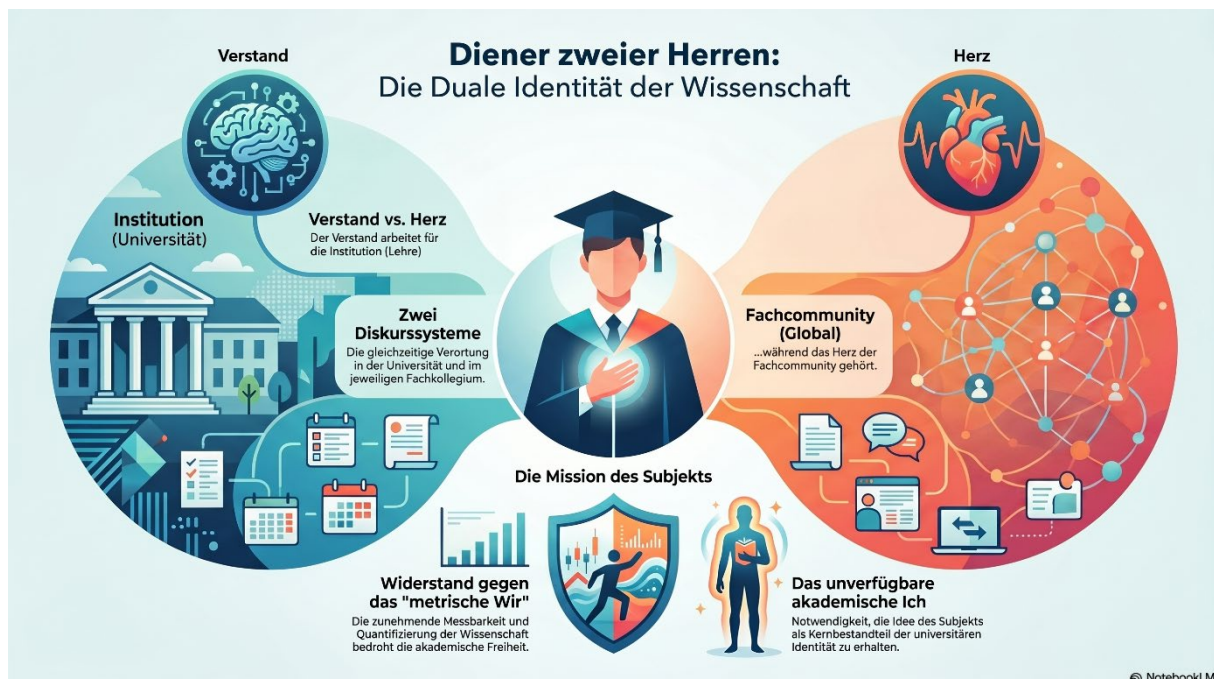 Diener zweier Herren:
Die Duale Identität der Wissenschaft
Verstand
Herz
Institution
(Universität)
Verstand vs. Herz
Der Verstand arbeitet für
die Institution (Lehre)
Zwei
Diskurssysteme
Die gleichzeitige Verortung
in der Universität und im
jeweiligen Fachkollegium.
Fachcommunity
(Global)
...während das Herz der
Fachcommunity gehört.
Die Mission des Subjekts
Widerstand gegen
das "metrische Wir"
Die zunehmende Messbarkeit und
Quantifizierung der Wissenschaft
bedroht die akademische Freiheit.
Das unverfügbare
akademische Ich
Notwendigkeit, die Idee des Subjekts
als Kernbestandteil der universitären
Identität zu erhalten.
NotebookLM